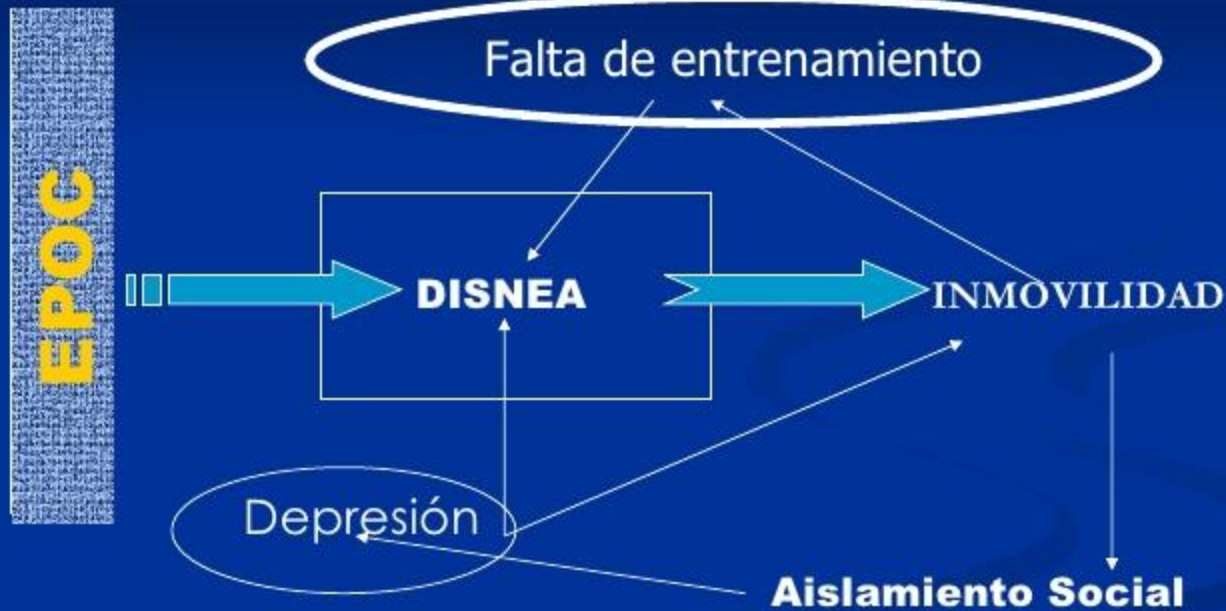 Falta de entrenamiento
EPOC
DISNEA
INMOVILIDAD
Depresión
Aislamiento Social